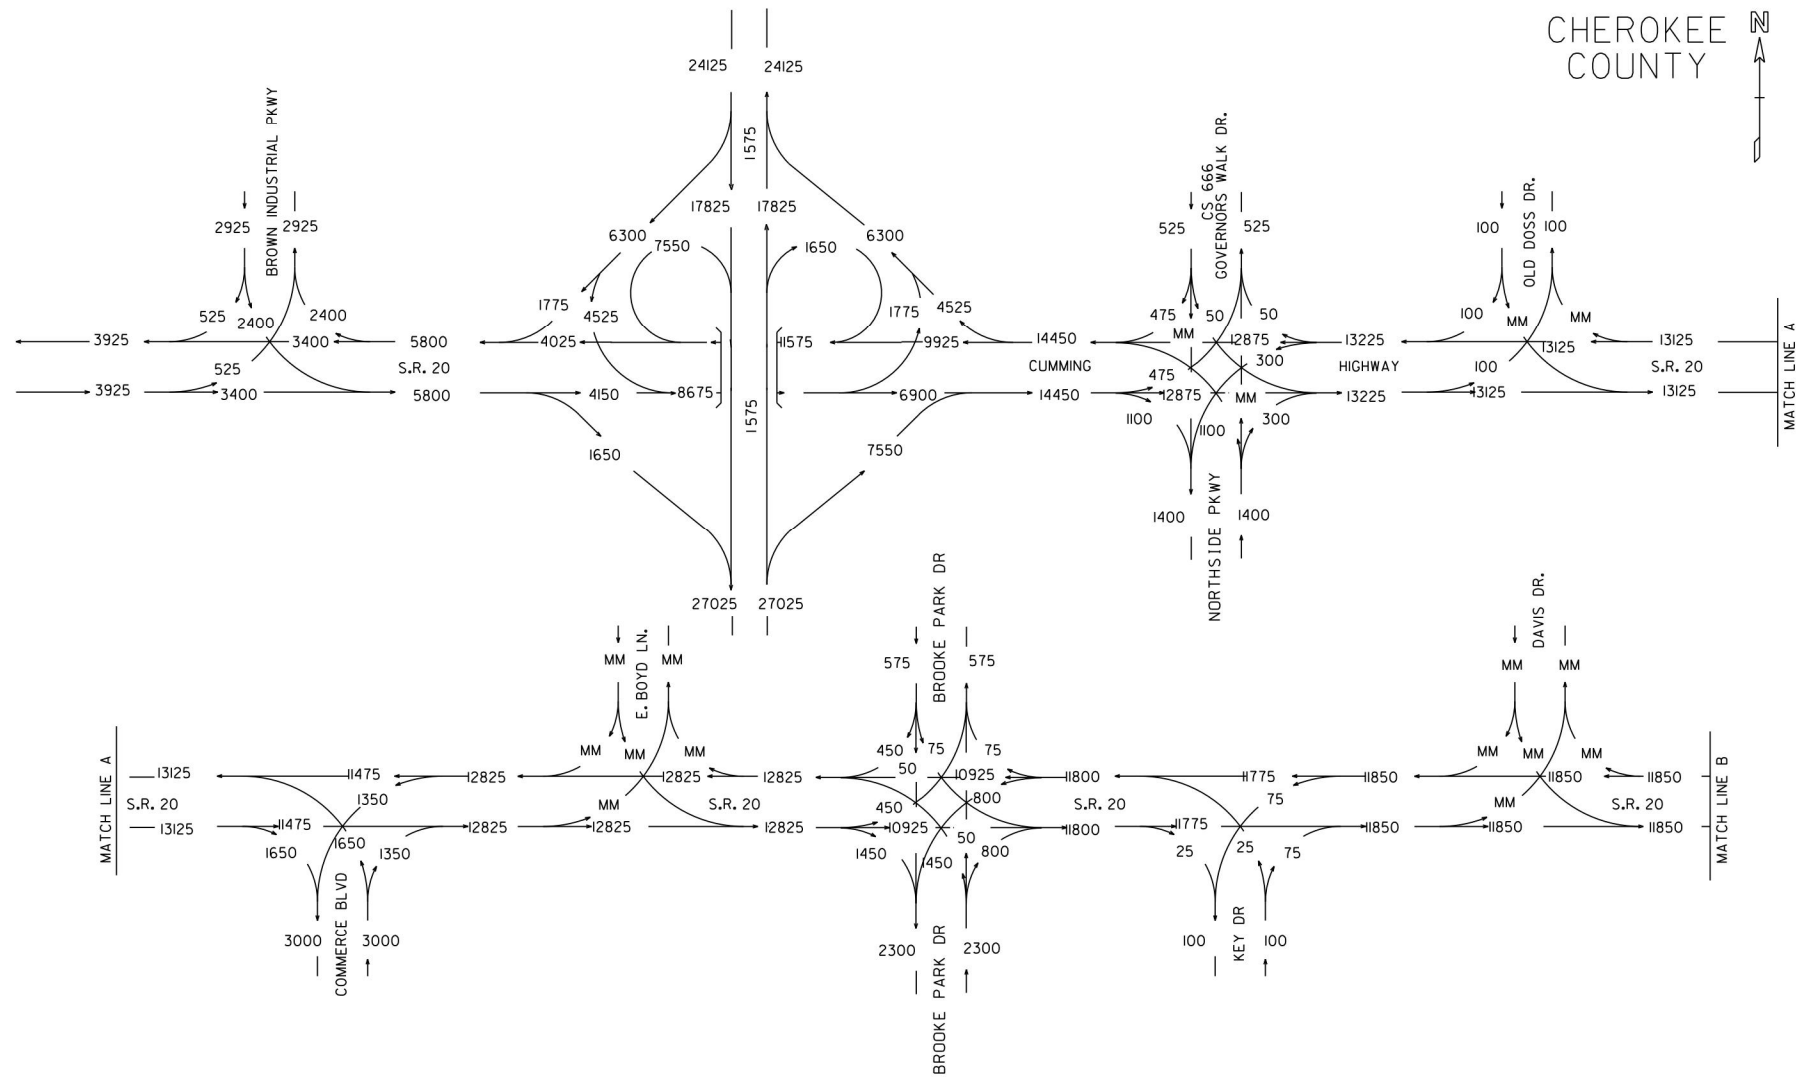 CHEROKEE
COUNTY
N
24125 24125
1575
17825 17825
6300 7550 1650 6300
1775 4525 1775 4525
4025 11575 9925 14450
4150 8675 6900 14450
1575
1650 7550
27025 27025
BROWN INDUSTRIAL PKWY
2925 2925
525 2400 2400
3925 3400 5800
S.R. 20
525
3925 3400 5800
CUMMING
HIGHWAY
CS 666
GOVERNORS WALK DR.
525 525
475 MM 50 50
12875 13225
475 300
12875 MM 13225
1100 1100 300
1400 1400
NORTHSIDE PKWY
OLD DOSS DR.
100 100
100 MM MM
13125 13125
100 S.R. 20
13125 13125
MATCH LINE A
MATCH LINE A
13125 11475 12825
S.R. 20 1350
13125 11475 12825
1650 1650 1350
3000 3000
COMMERCE BLVD
E. BOYD LN.
MM MM
MM MM MM
12825 12825
MM S.R. 20
12825 12825
BROOKE PARK DR
575 575
450 75 75
50 10925 11800
450 800 S.R. 20
10925 50 11800
1450 1450 800
2300 2300
BROOKE PARK DR
11775 11850
75
11775 11850
25 25 75
100 100
KEY DR
DAVIS DR.
MM MM
MM MM MM
11850 11850
MM S.R. 20
11850 11850
MATCH LINE B